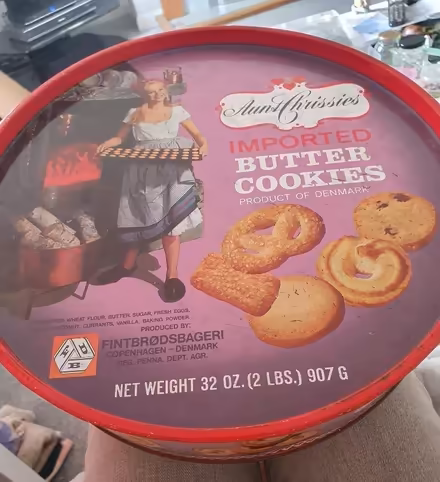 Aunt Chrissies
IMPORTED
BUTTER
COOKIES
PRODUCT OF DENMARK
WHEAT FLOUR, BUTTER, SUGAR, FRESH EGGS,
CURRANTS, VANILLA, BAKING POWDER
PRODUCED BY:
FINTBRØDSBAGERI
COPENHAGEN - DENMARK
PENNA. DEPT. AGR.
NET WEIGHT 32 OZ. (2 LBS.) 907 G